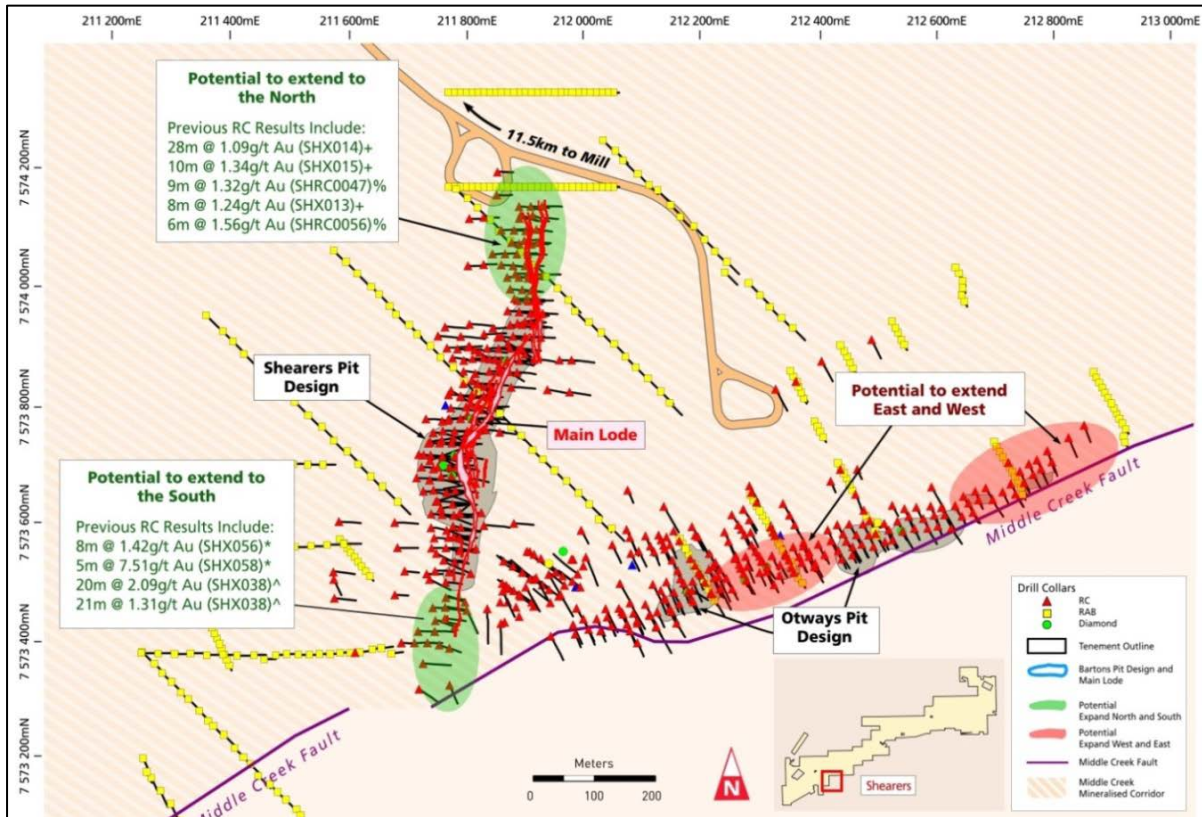 211 200mE
211 400mE
211 600mE
211 800mE
212 000mE
212 200mE
212 400mE
212 600mE
212 800mE
213 000mE
7 574 200mN
7 574 000mN
7 573 800mN
7 573 600mN
7 573 400mN
7 573 200mN
Potential to extend to
the North
Previous RC Results Include:
28m @ 1.09g/t Au (SHX014)+
10m @ 1.34g/t Au (SHX015)+
9m @ 1.32g/t Au (SHRC0047)%
8m @ 1.24g/t Au (SHX013)+
6m @ 1.56g/t Au (SHRC0056)%
11.5km to Mill
Shearers Pit
Design
Main Lode
Potential to extend
East and West
Potential to extend to
the South
Previous RC Results Include:
8m @ 1.42g/t Au (SHX056)*
5m @ 7.51g/t Au (SHX058)*
20m @ 2.09g/t Au (SHX038)^
21m @ 1.31g/t Au (SHX038)^
Middle Creek Fault
Otways Pit
Design
Middle Creek Fault
Meters
0 100 200
N
Shearers
Drill Collars
RC
RAB
Diamond
Tenement Outline
Bartons Pit Design and
Main Lode
Potential
Expand North and South
Potential
Expand West and East
Middle Creek Fault
Middle Creek
Mineralised Corridor